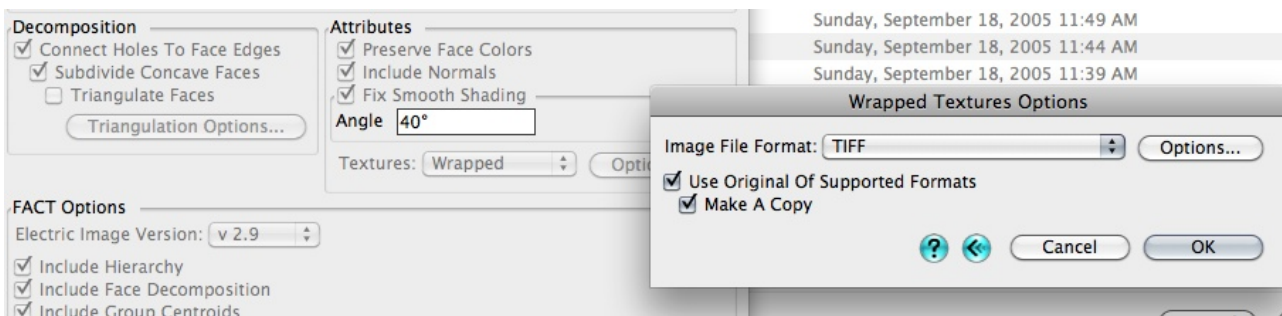 Decomposition
Connect Holes To Face Edges
Subdivide Concave Faces
Triangulate Faces
Triangulation Options...
Attributes
Preserve Face Colors
Include Normals
Fix Smooth Shading
Angle 40°
Textures: Wrapped
FACT Options
Electric Image Version: v 2.9
Include Hierarchy
Include Face Decomposition
Include Group Centroids
Sunday, September 18, 2005 11:49 AM
Sunday, September 18, 2005 11:44 AM
Sunday, September 18, 2005 11:39 AM
Wrapped Textures Options
Image File Format: TIFF Options...
Use Original Of Supported Formats
Make A Copy
? Cancel OK